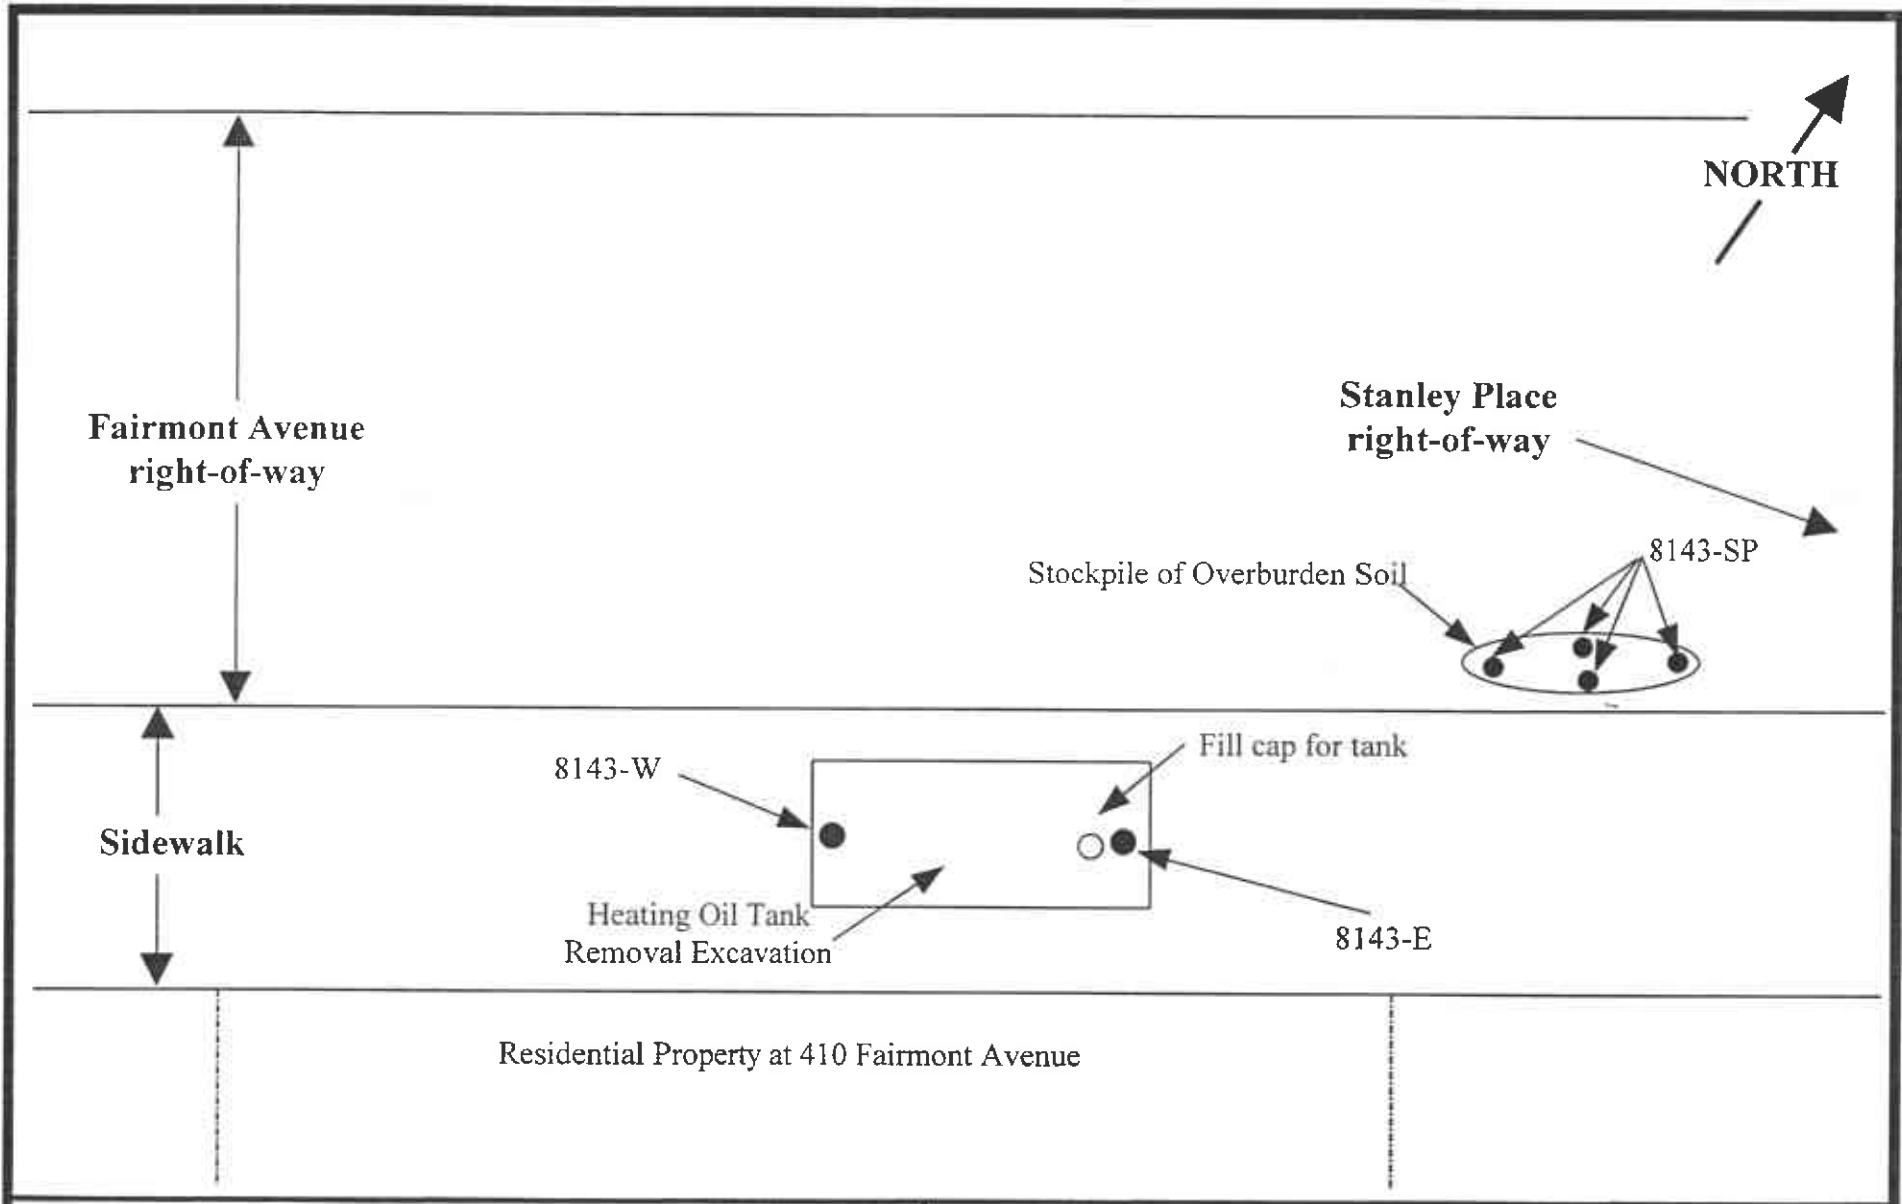 NORTH
Stanley Place
right-of-way
Fairmont Avenue
right-of-way
8143-SP
Stockpile of Overburden Soil
Fill cap for tank
8143-W
Sidewalk
Heating Oil Tank
Removal Excavation
8143-E
Residential Property at 410 Fairmont Avenue